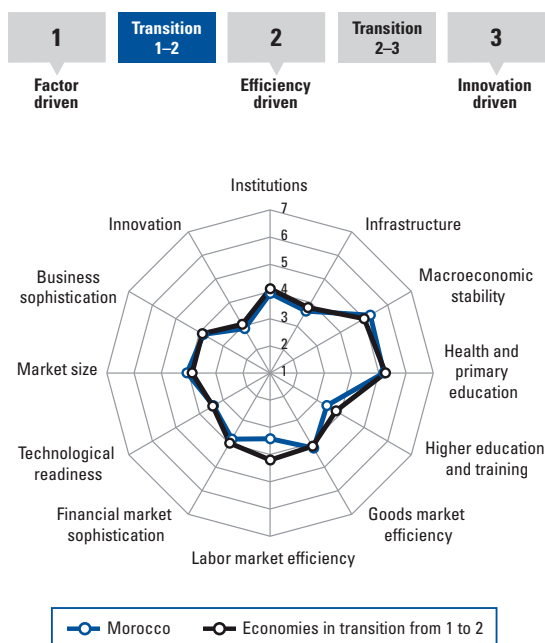 1
Transition
1–2
2
Transition
2–3
3
Factor
driven
Efficiency
driven
Innovation
driven
Institutions
7
6
5
4
3
2
1
Infrastructure
Macroeconomic
stability
Health and
primary
education
Higher education
and training
Goods market
efficiency
Labor market efficiency
Financial market
sophistication
Technological
readiness
Market size
Business
sophistication
Innovation
Morocco
Economies in transition from 1 to 2